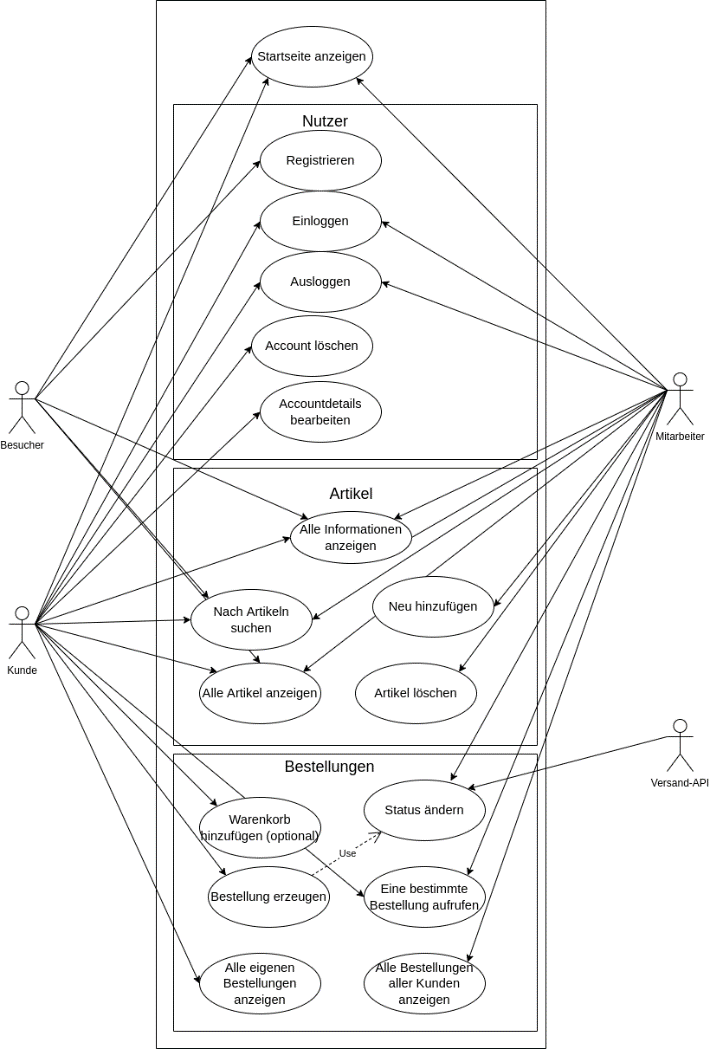 Startseite anzeigen
Nutzer
Registrieren
Einloggen
Ausloggen
Account löschen
Accountdetails
bearbeiten
Besucher
Mitarbeiter
Artikel
Alle Informationen
anzeigen
Nach Artikeln
suchen
Neu hinzufügen
Kunde
Alle Artikel anzeigen
Artikel löschen
Bestellungen
Versand-API
Status ändern
Warenkorb
hinzufügen (optional)
Use
Bestellung erzeugen
Eine bestimmte
Bestellung aufrufen
Alle eigenen
Bestellungen
anzeigen
Alle Bestellungen
aller Kunden
anzeigen